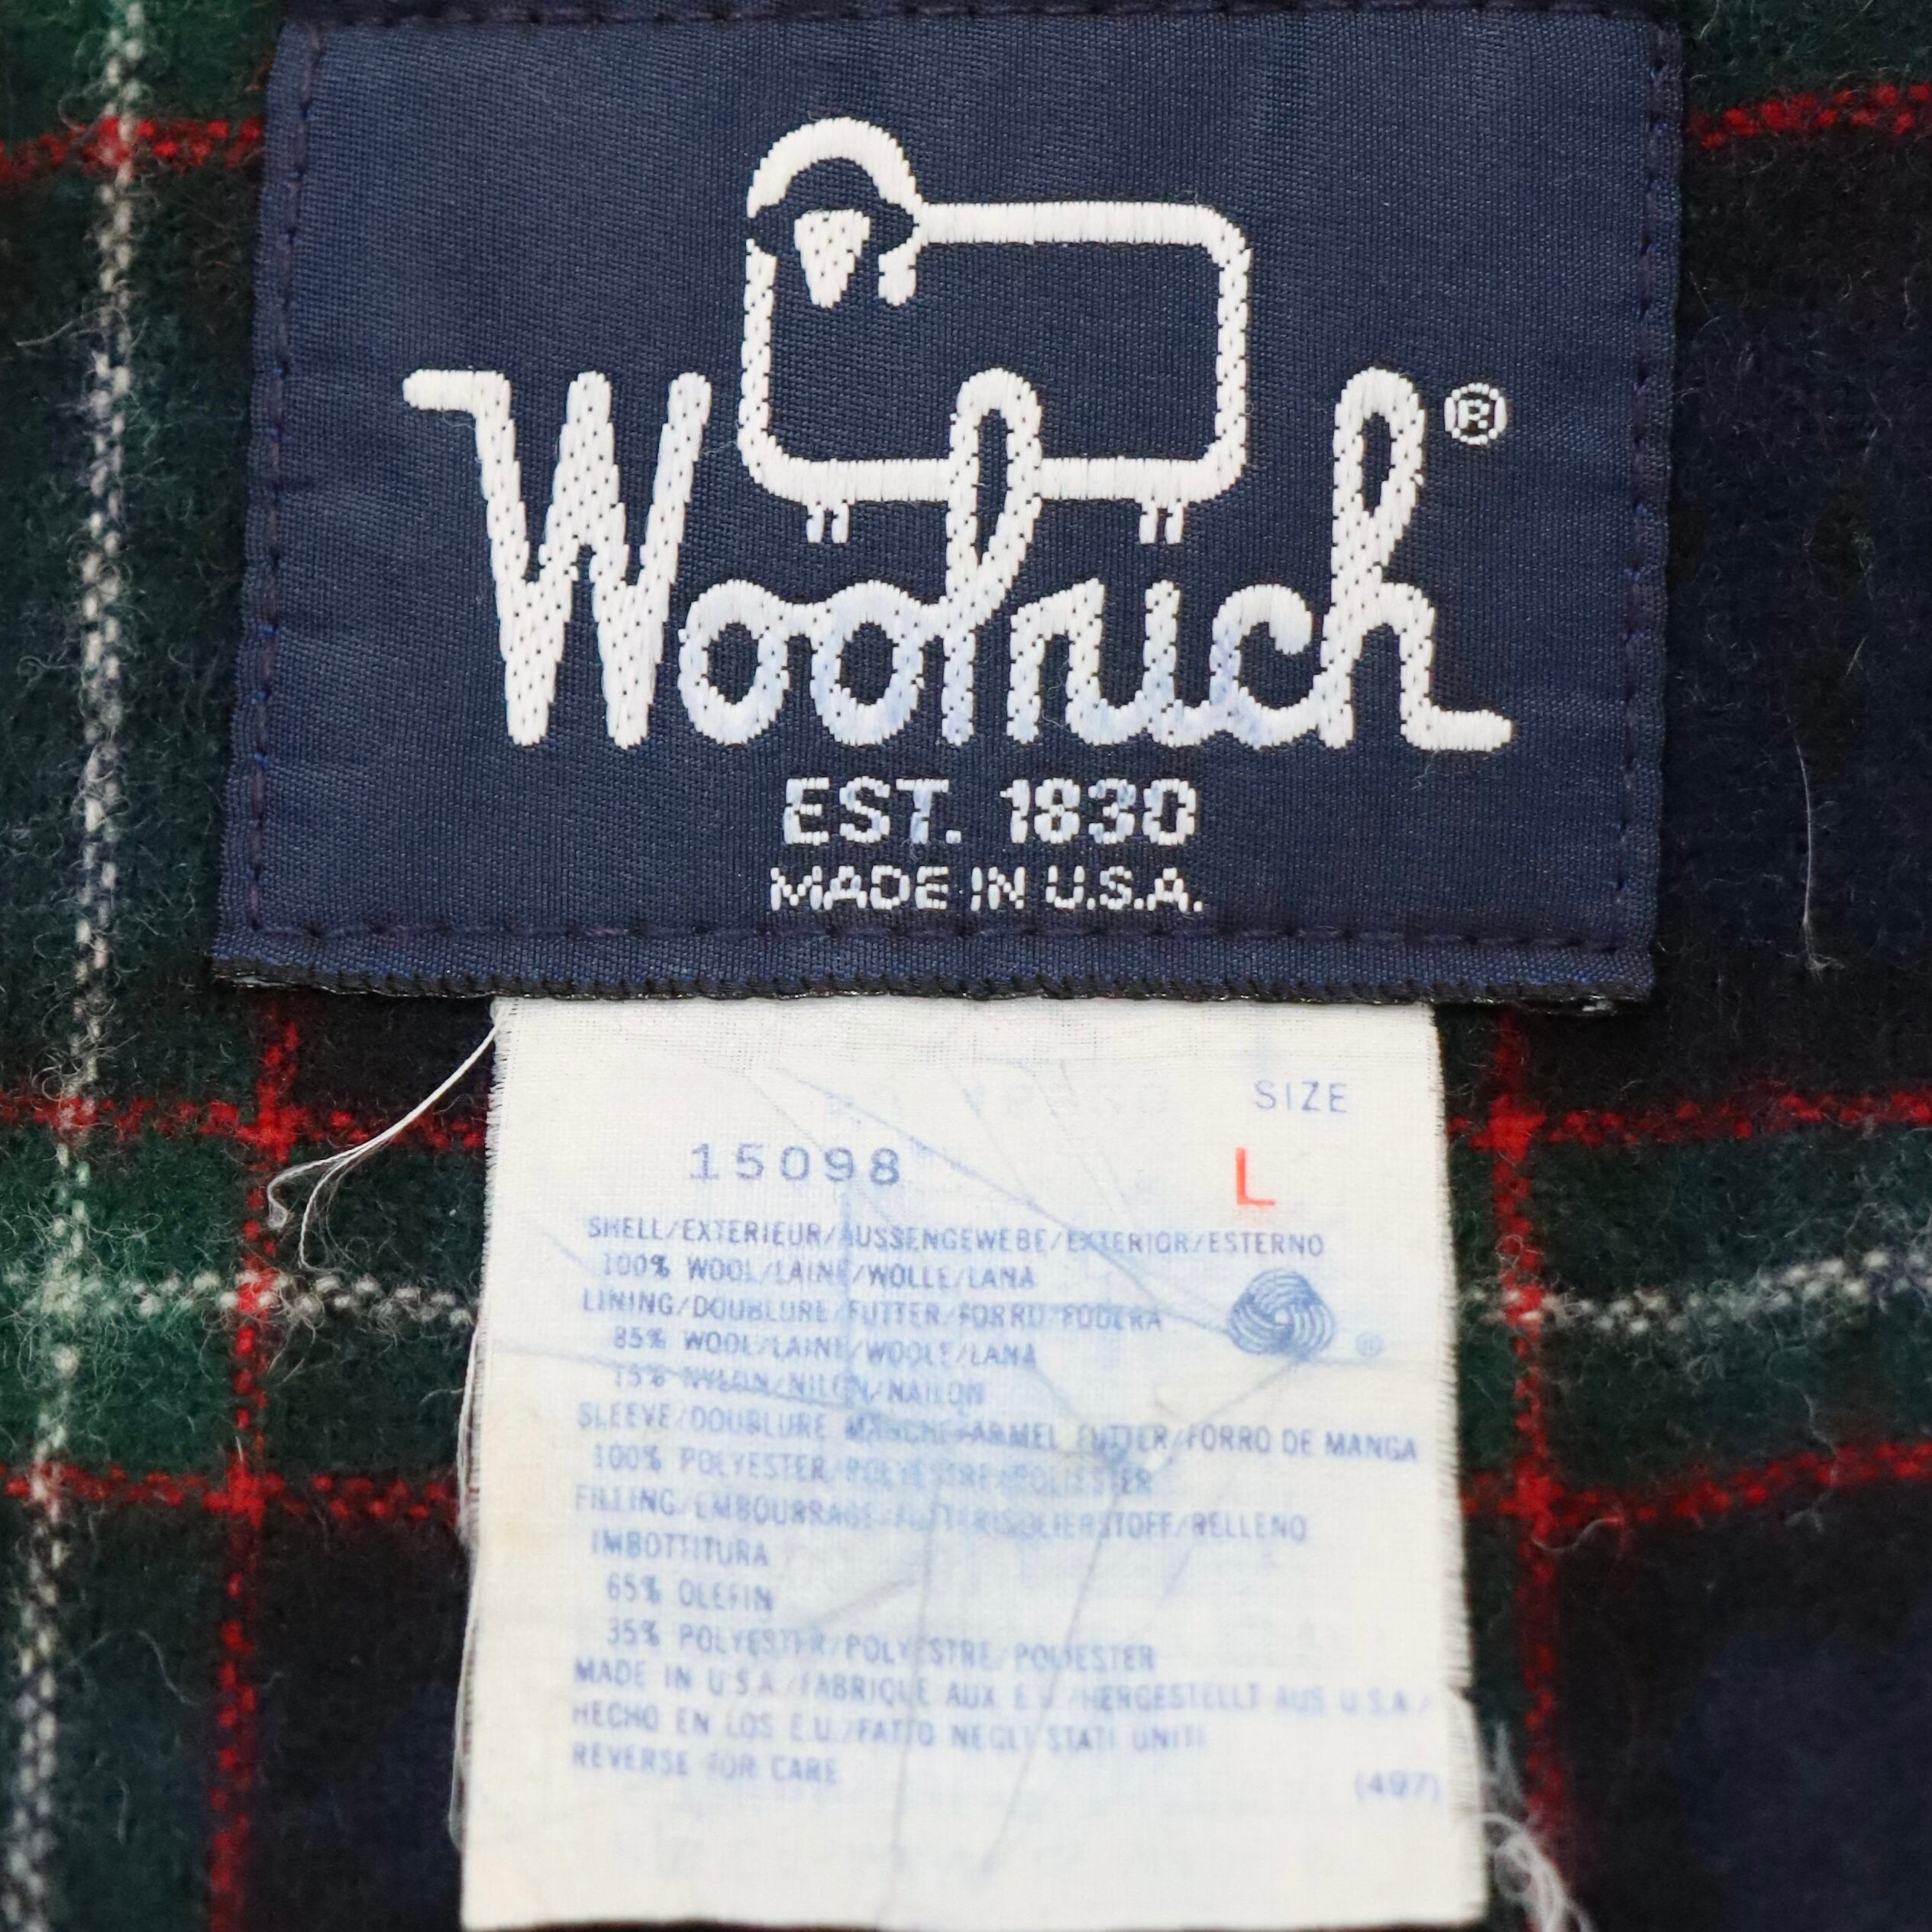 Woolrich®
EST. 1830
MADE IN U.S.A.
SIZE
15098 L
SHELL/EXTERIEUR/AUSSENGEWEBE/EXTERIOR/ESTERNO
100% WOOL/LAINE/WOLLE/LANA
LINING/DOUBLURE/FUTTER/FORRO/FODERA
85% WOOL/LAINE/WOOLE/LANA
15% NYLON/NILON/NAILON
SLEEVE/DOUBLURE MANCHE/ARMEL FUTTER/FORRO DE MANGA
100% POLYESTER/POLYESTRE/POLIESTER
FILLING/EMBOURRAGE/FUTTERISOLIERSTOFF/RELLENO
IMBOTTITURA
65% OLEFIN
35% POLYESTER/POLYESTRE/POLIESTER
MADE IN U.S.A./FABRIQUE AUX E.U./HERGESTELLT AUS U.S.A./
HECHO EN LOS E.U./FATTO NEGLI STATI UNITI
REVERSE FOR CARE
(497)